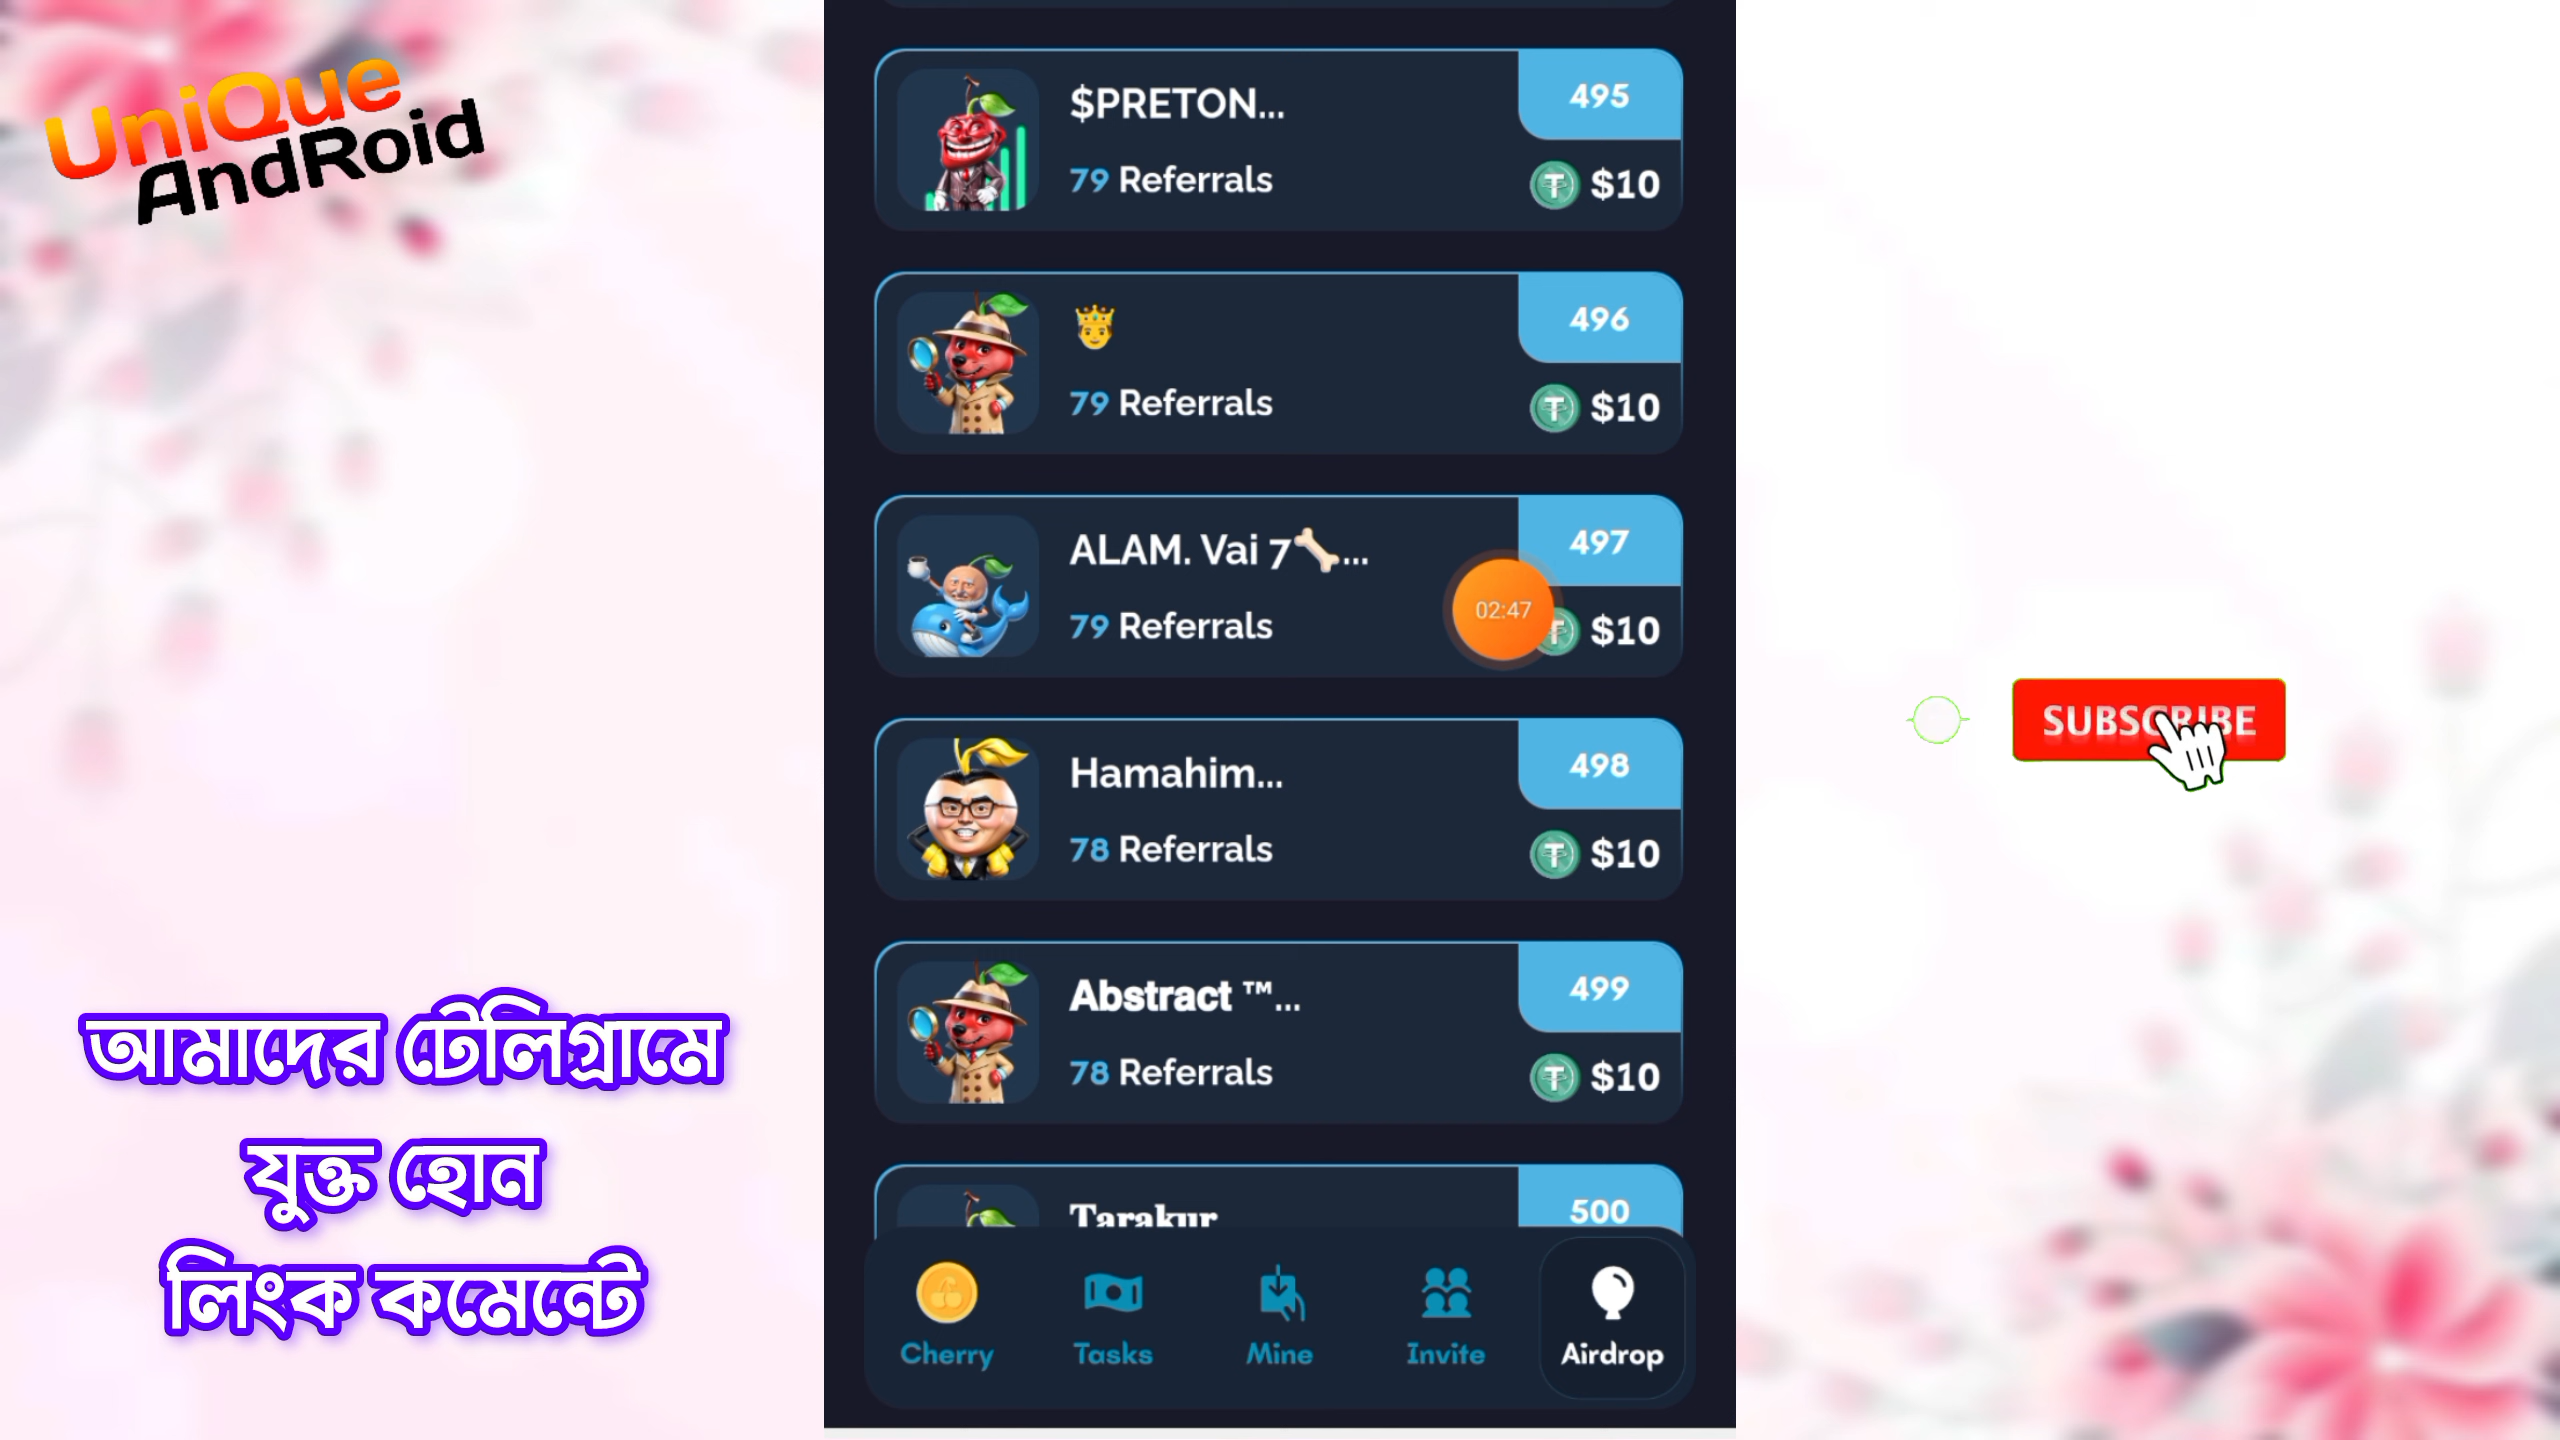 UniQue
AndRoid
$PRETON...
495
79 Referrals
$10
🤴
496
79 Referrals
$10
ALAM. Vai 7🦴...
497
02:47
79 Referrals
$10
Hamahim...
498
78 Referrals
$10
Abstract ™...
499
78 Referrals
$10
Tarakur
500
Cherry
Tasks
Mine
Invite
Airdrop
SUBSCRIBE
আমাদের টেলিগ্রামে
যুক্ত হোন
লিংক কমেন্টে